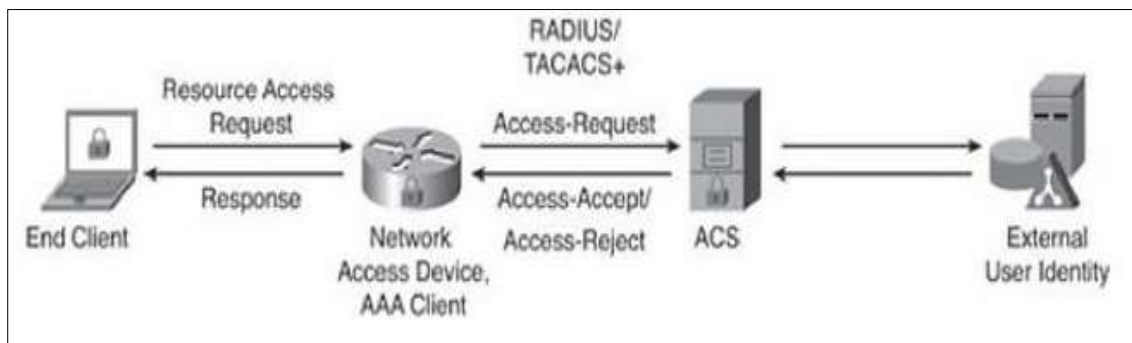 RADIUS/
TACACS+
Resource Access
Request
Response
End Client
Network
Access Device,
AAA Client
Access-Request
Access-Accept/
Access-Reject
ACS
External
User Identity